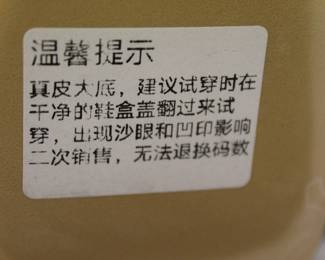 温馨提示
真皮大底，建议试穿时在
干净的鞋盒盖翻过来试
穿，出现沙眼和凹印影响
二次销售，无法退换码数